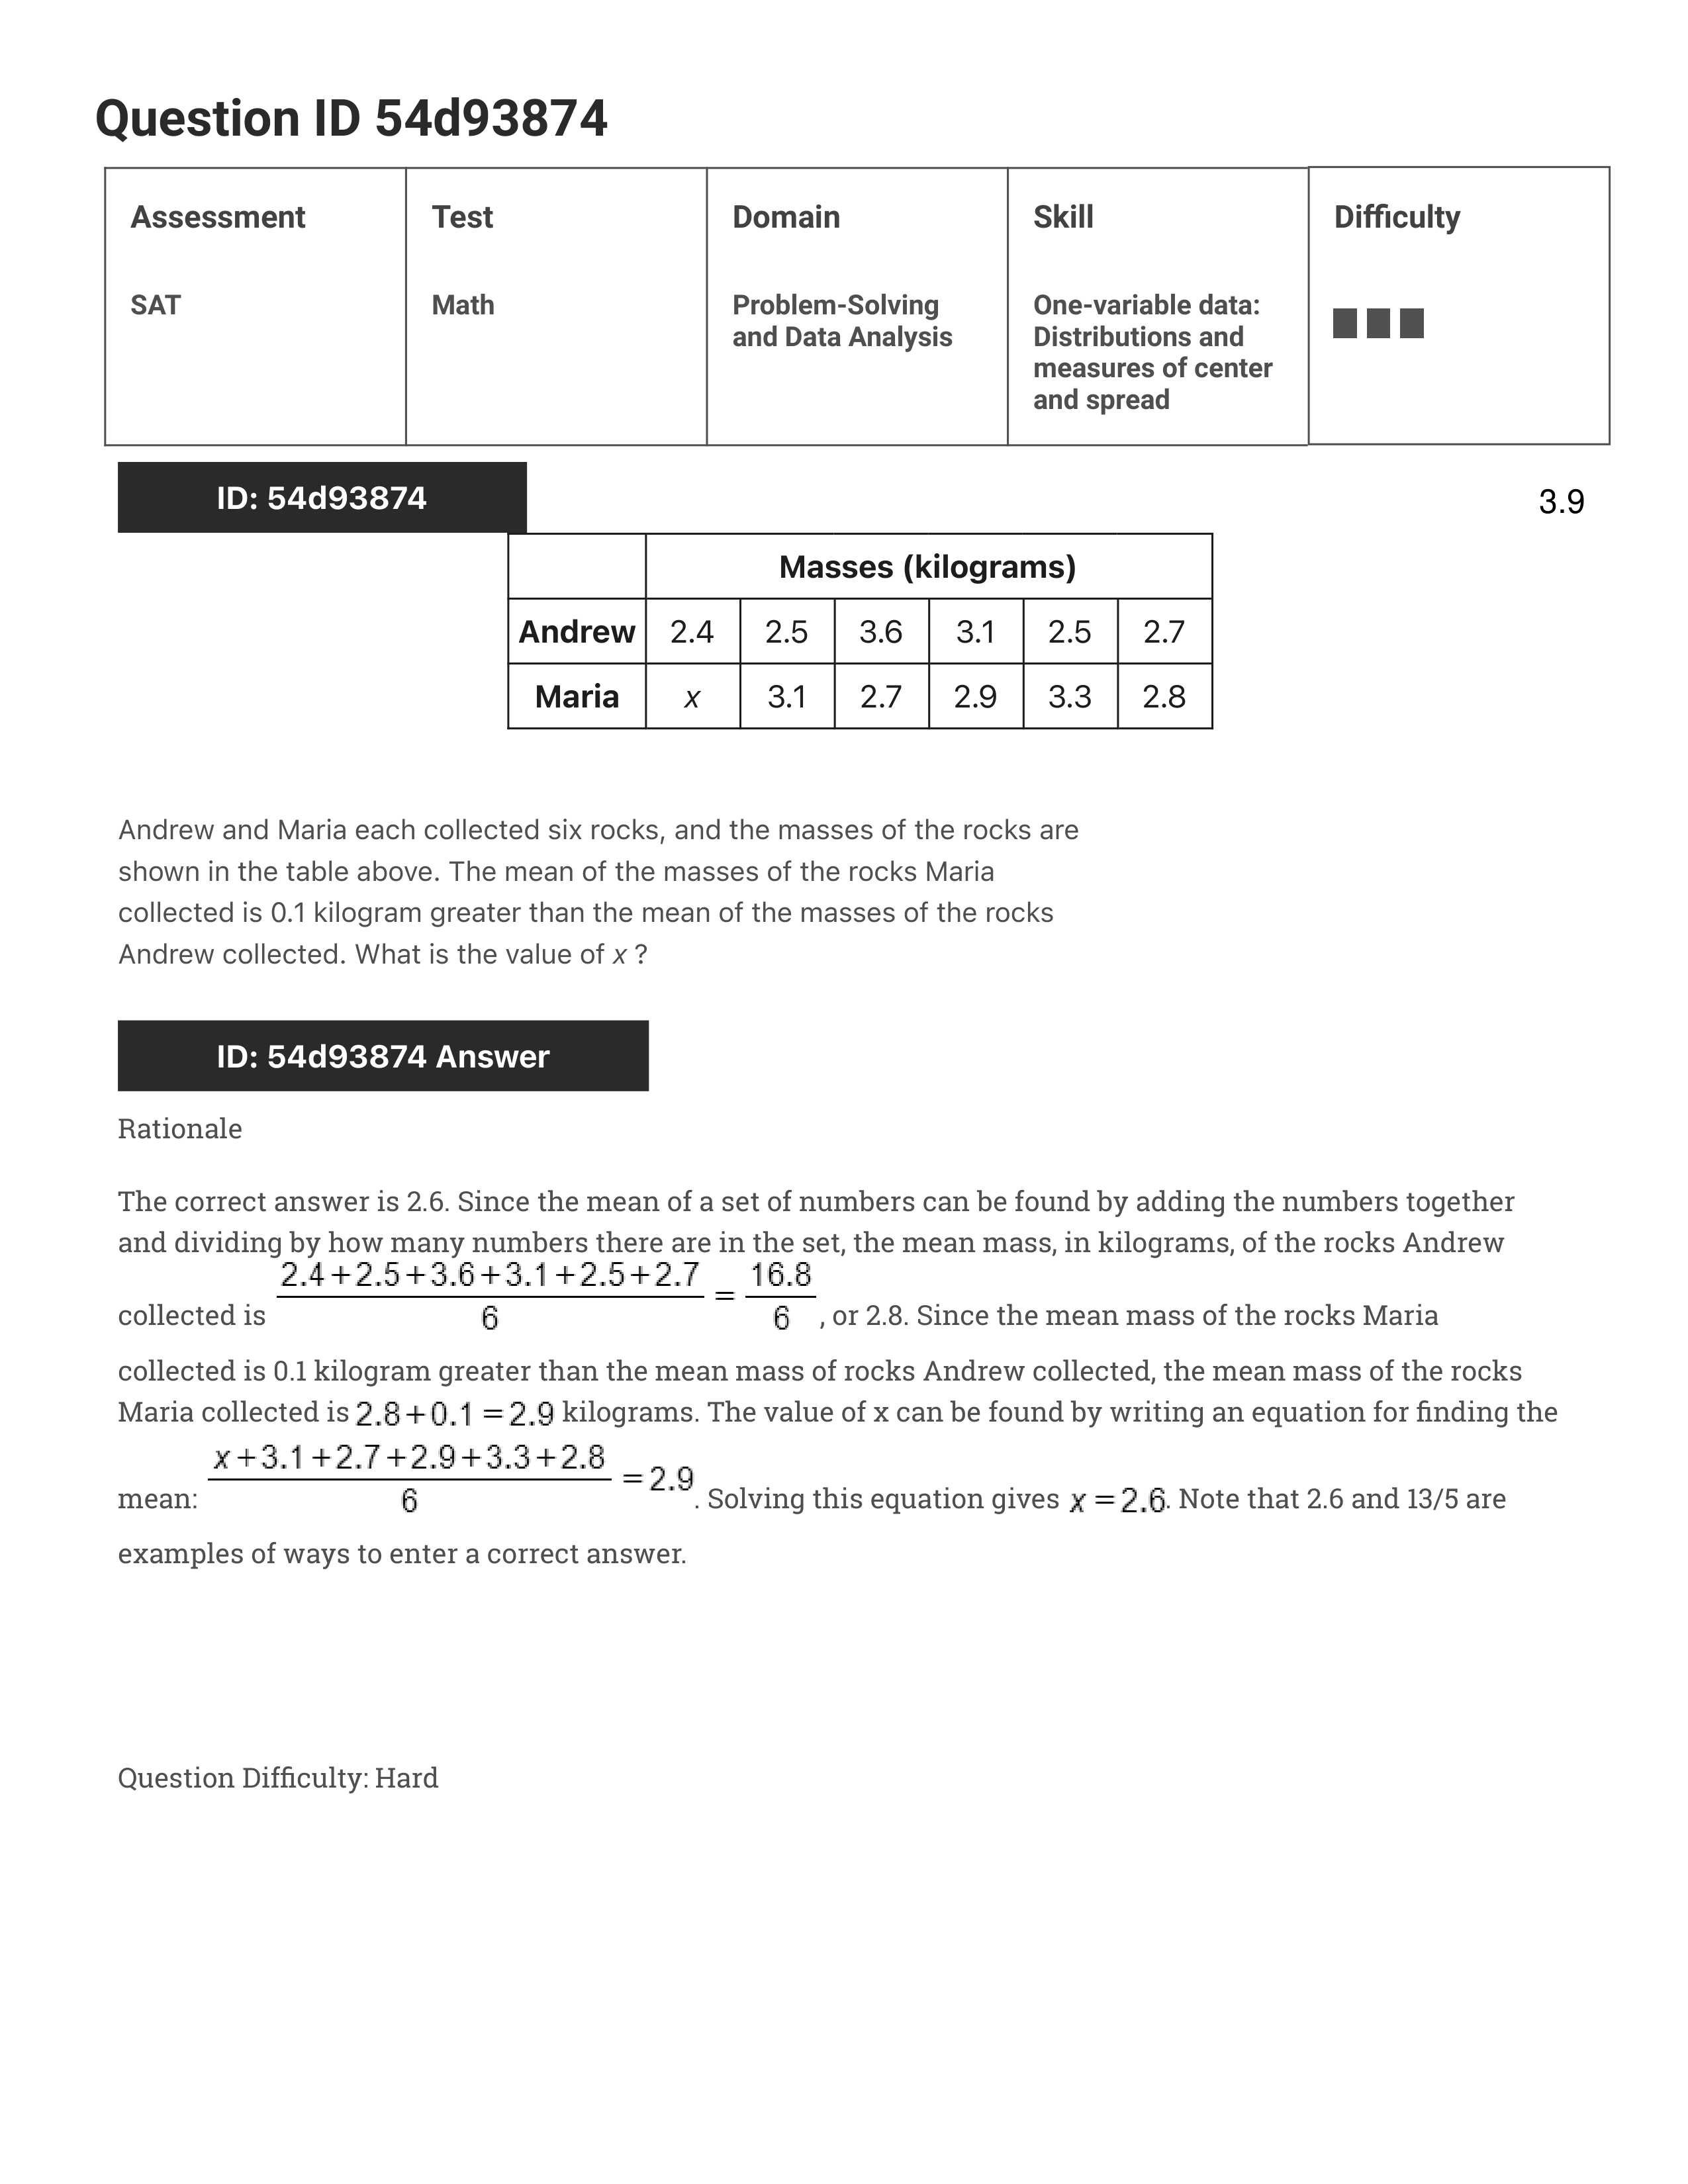 Question ID 54d93874
Assessment Test Domain Skill Difficulty
SAT Math Problem-Solving and Data Analysis One-variable data: Distributions and measures of center and spread
ID: 54d93874
3.9
Masses (kilograms)
Andrew 2.4 2.5 3.6 3.1 2.5 2.7
Maria x 3.1 2.7 2.9 3.3 2.8
Andrew and Maria each collected six rocks, and the masses of the rocks are
shown in the table above. The mean of the masses of the rocks Maria
collected is 0.1 kilogram greater than the mean of the masses of the rocks
Andrew collected. What is the value of x ?
ID: 54d93874 Answer
Rationale
The correct answer is 2.6. Since the mean of a set of numbers can be found by adding the numbers together
and dividing by how many numbers there are in the set, the mean mass, in kilograms, of the rocks Andrew
collected is 2.4+2.5+3.6+3.1+2.5+2.7 / 6 = 16.8 / 6 , or 2.8. Since the mean mass of the rocks Maria
collected is 0.1 kilogram greater than the mean mass of rocks Andrew collected, the mean mass of the rocks
Maria collected is 2.8+0.1=2.9 kilograms. The value of x can be found by writing an equation for finding the
mean: x+3.1+2.7+2.9+3.3+2.8 / 6 =2.9. Solving this equation gives x=2.6. Note that 2.6 and 13/5 are
examples of ways to enter a correct answer.
Question Difficulty: Hard